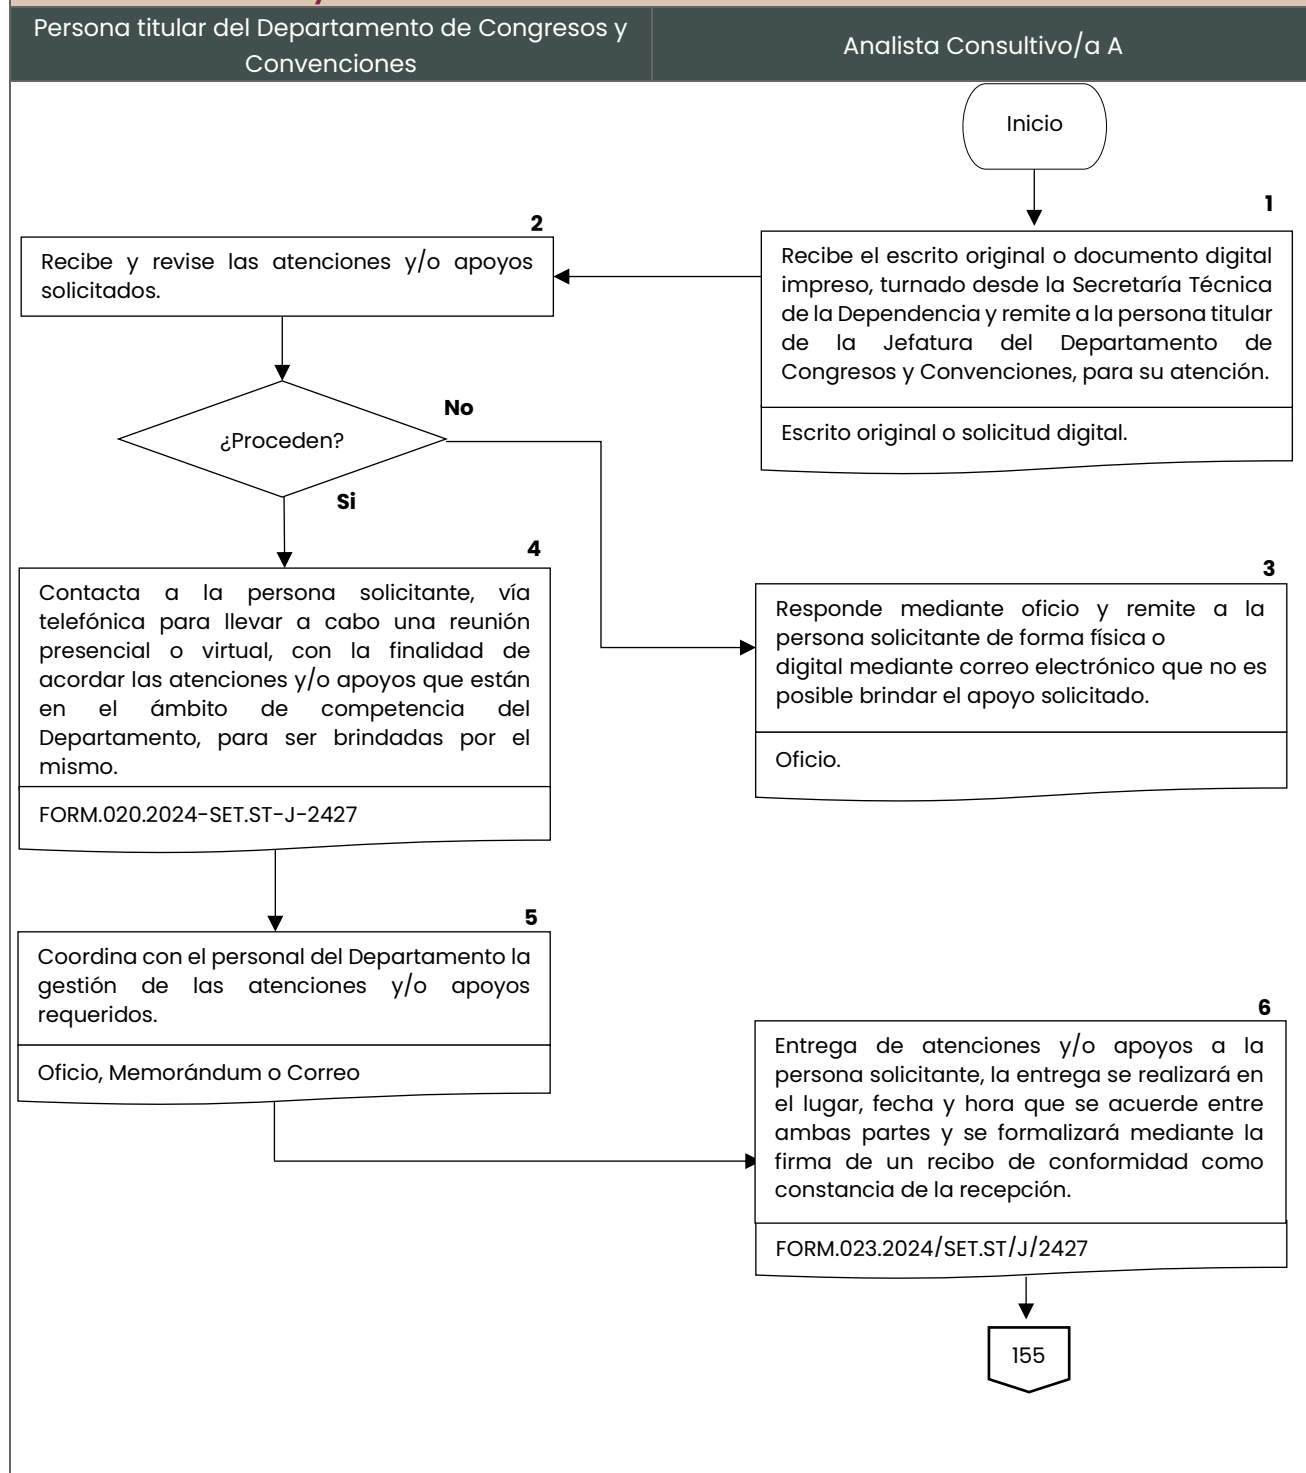 Persona titular del Departamento de Congresos y
Convenciones
Analista Consultivo/a A
Inicio
1
Recibe el escrito original o documento digital
impreso, turnado desde la Secretaría Técnica
de la Dependencia y remite a la persona titular
de la Jefatura del Departamento de
Congresos y Convenciones, para su atención.
Escrito original o solicitud digital.
2
Recibe y revise las atenciones y/o apoyos
solicitados.
¿Proceden?
No
Si
3
Responde mediante oficio y remite a la
persona solicitante de forma física o
digital mediante correo electrónico que no es
posible brindar el apoyo solicitado.
Oficio.
4
Contacta a la persona solicitante, vía
telefónica para llevar a cabo una reunión
presencial o virtual, con la finalidad de
acordar las atenciones y/o apoyos que están
en el ámbito de competencia del
Departamento, para ser brindadas por el
mismo.
FORM.020.2024-SET.ST-J-2427
5
Coordina con el personal del Departamento la
gestión de las atenciones y/o apoyos
requeridos.
Oficio, Memorándum o Correo
6
Entrega de atenciones y/o apoyos a la
persona solicitante, la entrega se realizará en
el lugar, fecha y hora que se acuerde entre
ambas partes y se formalizará mediante la
firma de un recibo de conformidad como
constancia de la recepción.
FORM.023.2024/SET.ST/J/2427
155